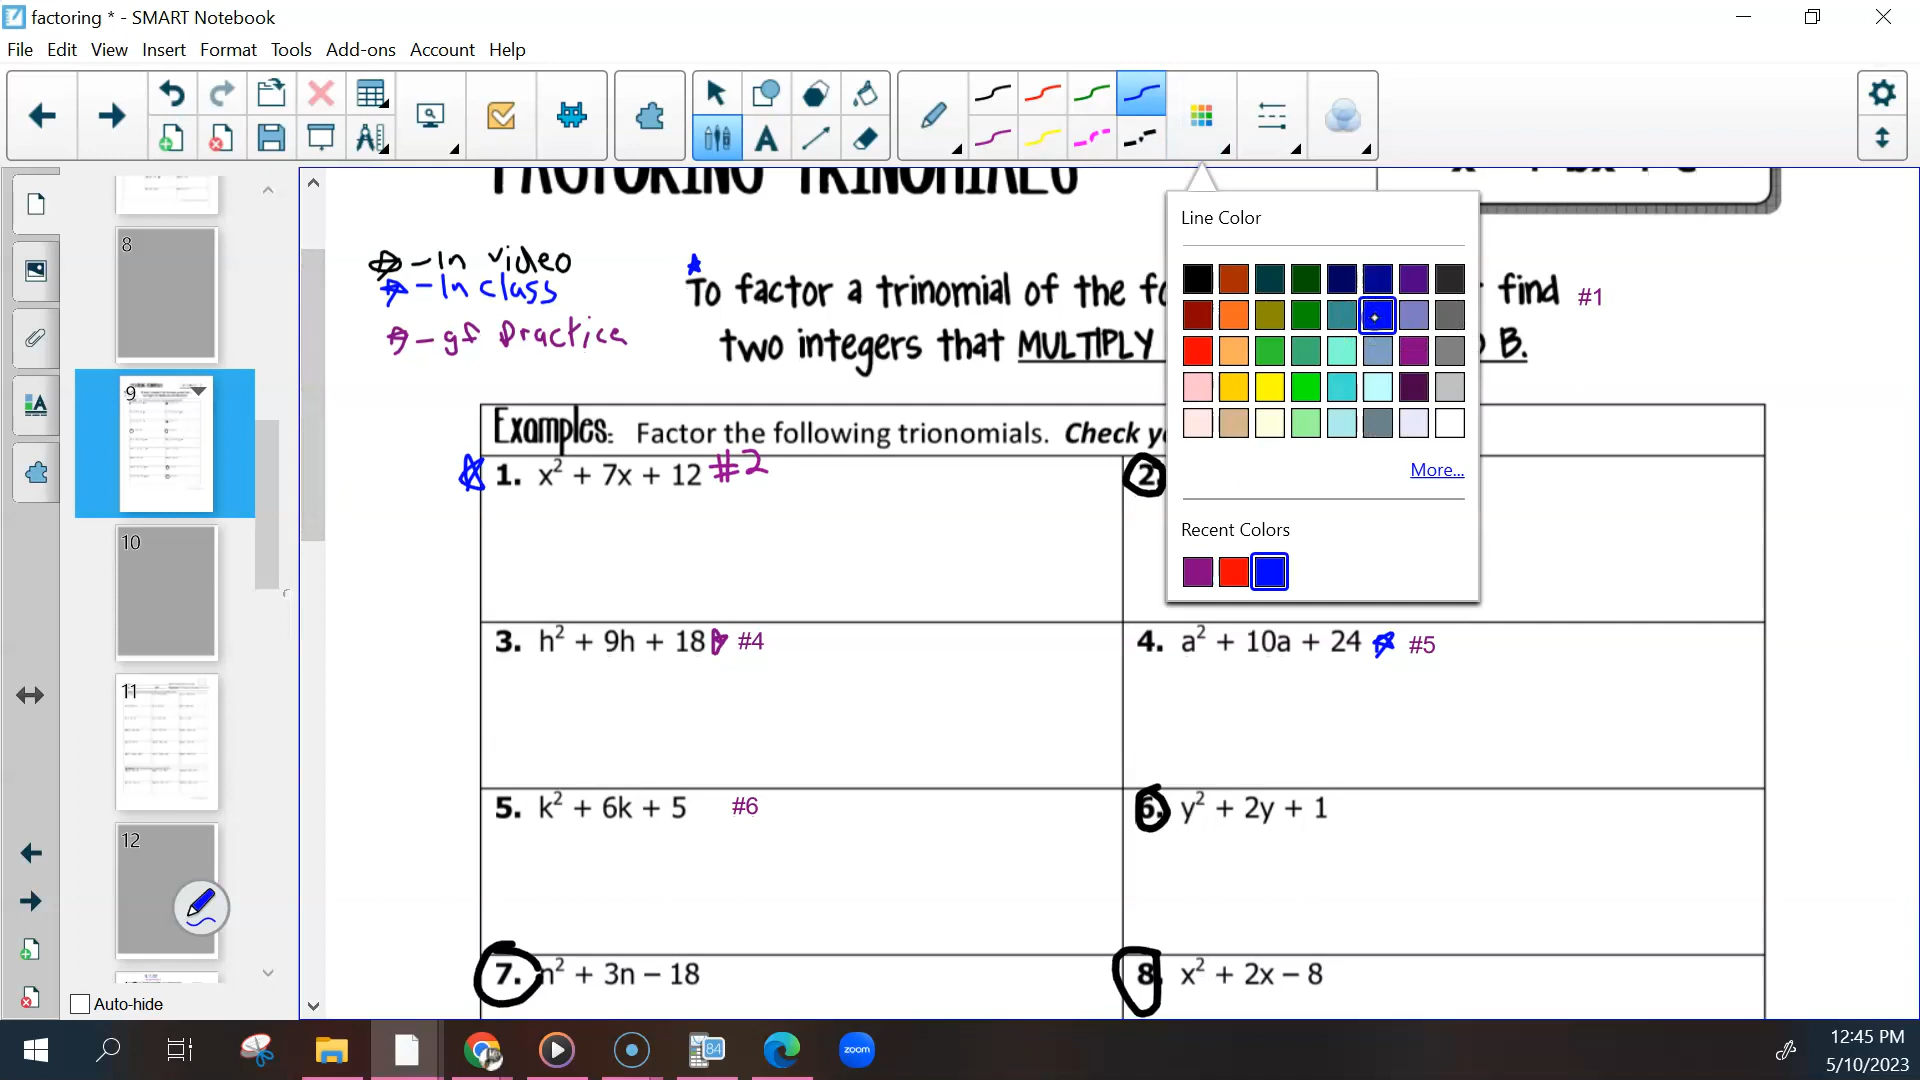 factoring * - SMART Notebook
File Edit View Insert Format Tools Add-ons Account Help
FACTORING TRINOMIALS
Line Color
-In video
-In class
-gf Practice
To factor a trinomial of the
find #1
two integers that MULTIPLY
B.
Examples: Factor the following trionomials. Check
1. x² + 7x + 12 #2
2.
More...
Recent Colors
3. h² + 9h + 18 #4
4. a² + 10a + 24 #5
5. k² + 6k + 5 #6
6. y² + 2y + 1
7. n² + 3n – 18
8. x² + 2x – 8
8
9
10
11
12
Auto-hide
84
zoom
12:45 PM
5/10/2023